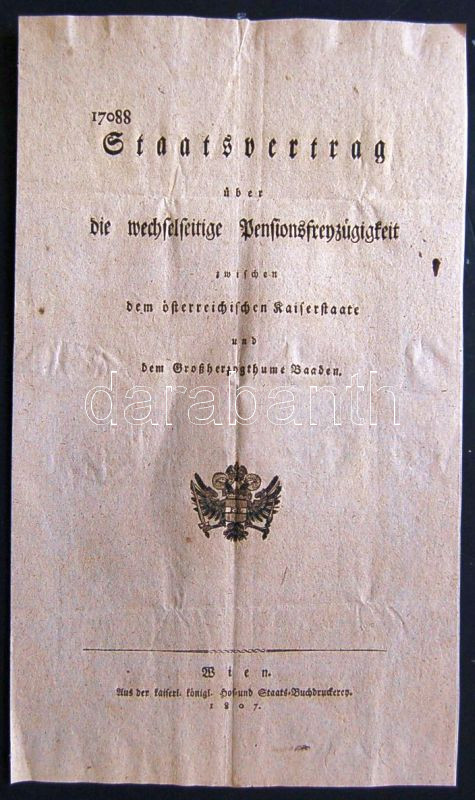 17088
Staatsvertrag
über
die wechselseitige Pensionsfreyzügigkeit
zwischen
dem österreichischen Kaiserstaate
und
dem Großherzogthume Baaden.
darabanth
Wien.
Aus der kaiserl. königl. Hof- und Staats-Buchdruckerey.
1807.